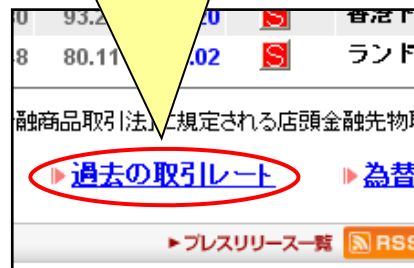 93.2 20 S 香港ド
8 80.11 .02 S ランド
融商品取引法」に規定される店頭金融先物取
過去の取引レート 為替
プレスリリース一覧 RSS